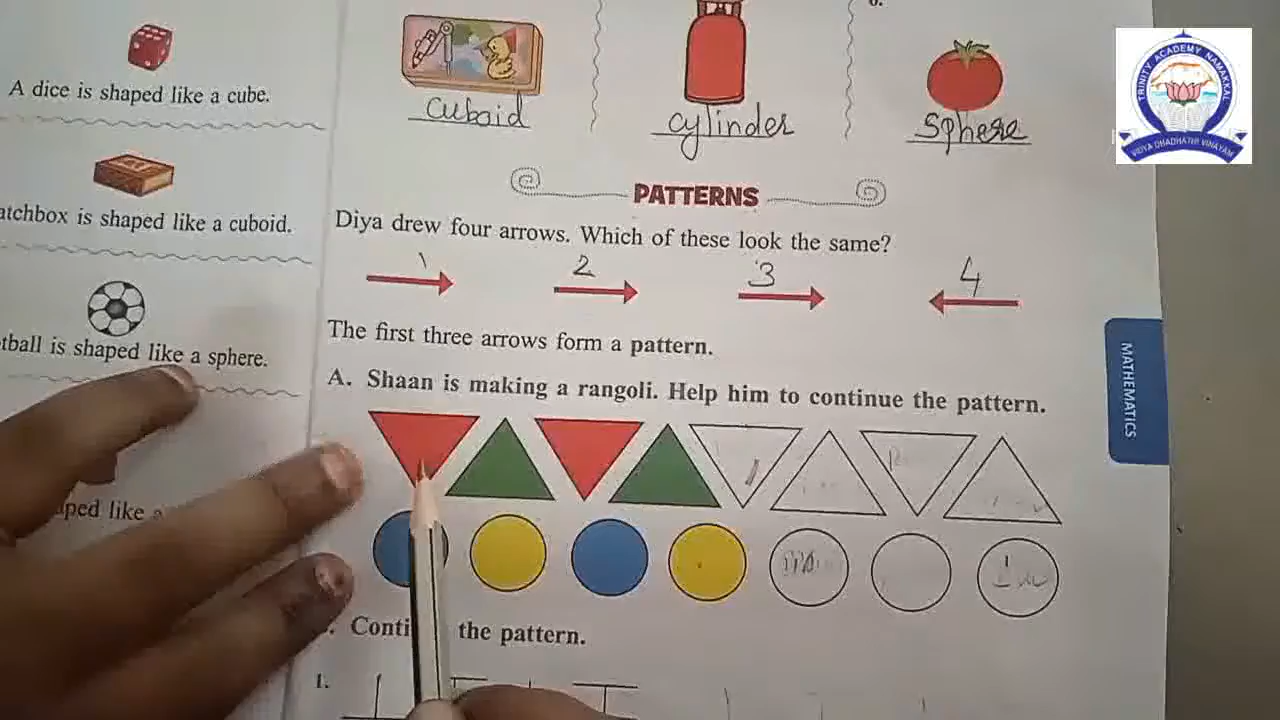 A dice is shaped like a cube.
atchbox is shaped like a cuboid.
tball is shaped like a sphere.
aped like a
cuboid
cylinder
sphere
6.
PATTERNS
Diya drew four arrows. Which of these look the same?
1 2 3 4
The first three arrows form a pattern.
A. Shaan is making a rangoli. Help him to continue the pattern.
Conti the pattern.
1.
MATHEMATICS
TRINITY ACADEMY NAMAKKAL
VIDYA DHADHATHI VINAYAM